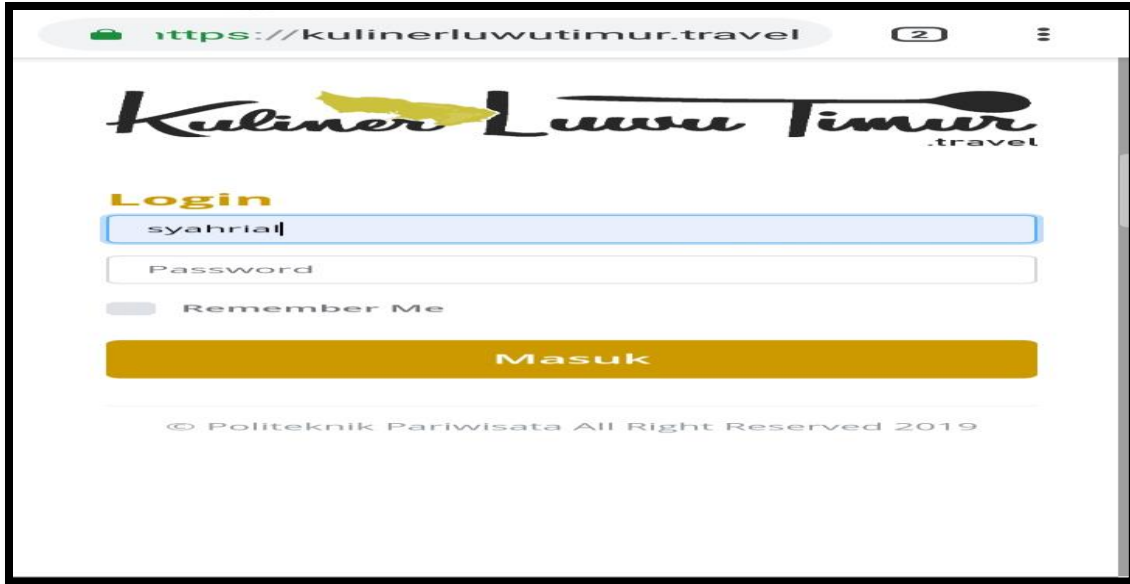 https://kulinerluwutimur.travel 2
Kuliner Luwu Timur
.travel
Login
syahrial
Password
Remember Me
Masuk
© Politeknik Pariwisata All Right Reserved 2019